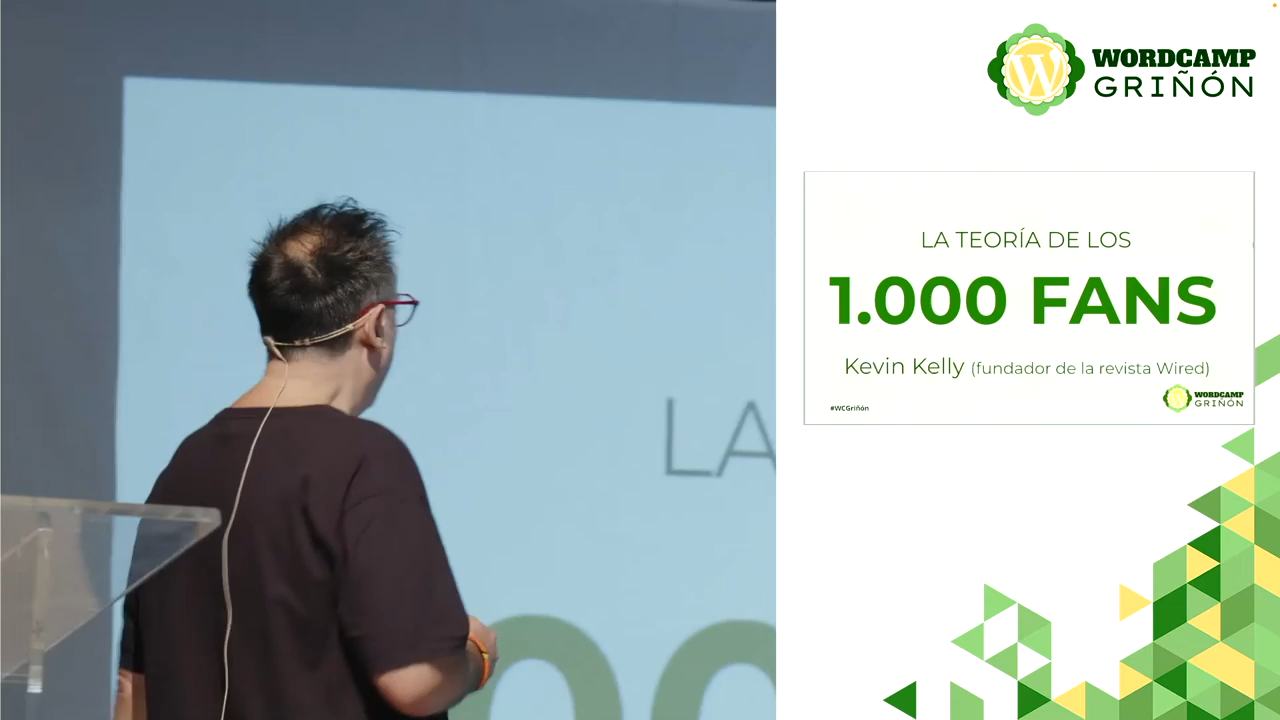 WORDCAMP
GRIÑÓN
LA TEORÍA DE LOS
1.000 FANS
Kevin Kelly (fundador de la revista Wired)
#WCGriñón
WORDCAMP
GRIÑÓN
LA
00